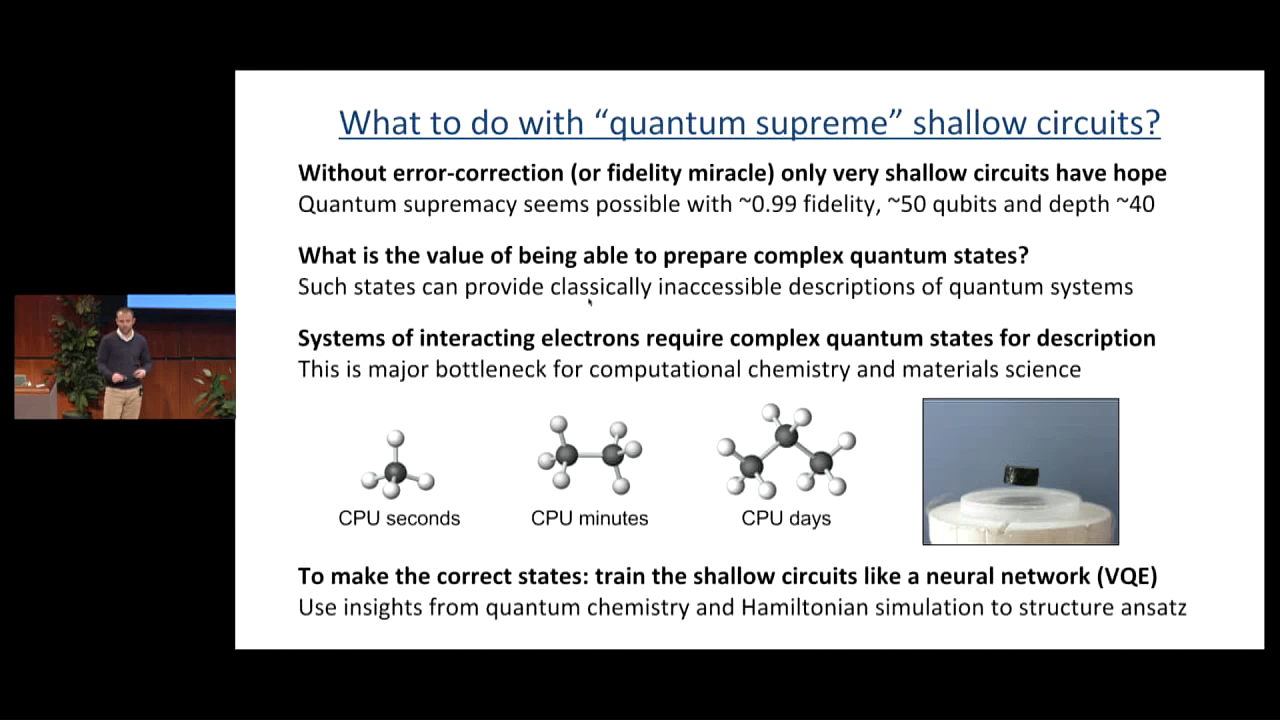 What to do with “quantum supreme” shallow circuits?
Without error-correction (or fidelity miracle) only very shallow circuits have hope
Quantum supremacy seems possible with ~0.99 fidelity, ~50 qubits and depth ~40
What is the value of being able to prepare complex quantum states?
Such states can provide classically inaccessible descriptions of quantum systems
Systems of interacting electrons require complex quantum states for description
This is major bottleneck for computational chemistry and materials science
CPU seconds
CPU minutes
CPU days
To make the correct states: train the shallow circuits like a neural network (VQE)
Use insights from quantum chemistry and Hamiltonian simulation to structure ansatz